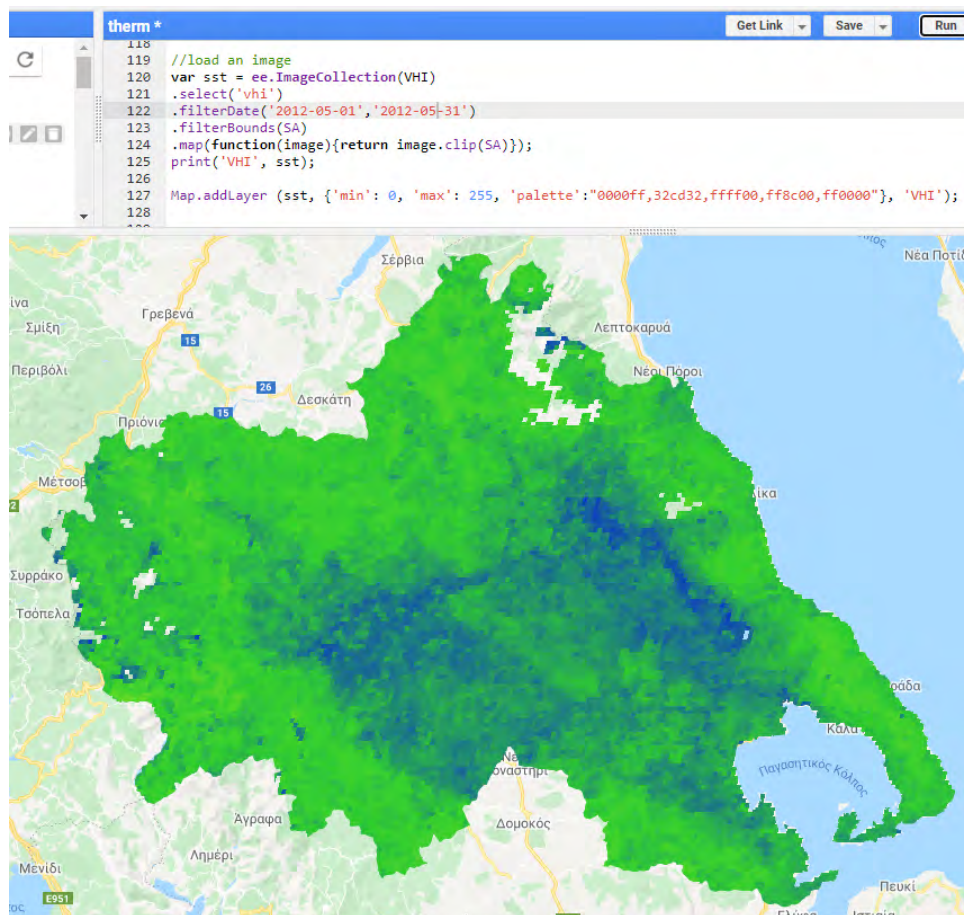 therm *
Get Link
Save
Run
118
119 //load an image
120 var sst = ee.ImageCollection(VHI)
121 .select('vhi')
122 .filterDate('2012-05-01','2012-05-31')
123 .filterBounds(SA)
124 .map(function(image){return image.clip(SA)});
125 print('VHI', sst);
126
127 Map.addLayer (sst, {'min': 0, 'max': 255, 'palette':"0000ff,32cd32,ffff00,ff8c00,ff0000"}, 'VHI');
128
Σέρβια
Νέα Ποτίδ
Γρεβενά
Σμίξη
Λεπτοκαρυά
15
Περιβόλι
Νέοι Πόροι
26
Δεσκάτη
15
Πριόνια
Μέτσοβ
2
ικα
Συρράκο
Τσόπελα
ράδα
Καλά
Παγασητικός Κόλπος
Άγραφα
Δομοκός
Λημέρι
Μενίδι
Πευκί
E951